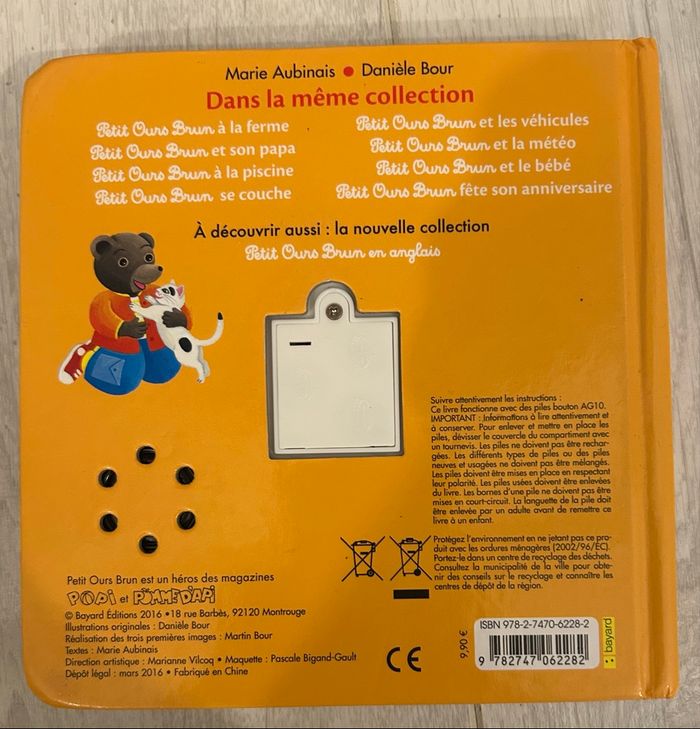 Marie Aubinais • Danièle Bour
Dans la même collection
Petit Ours Brun à la ferme
Petit Ours Brun et son papa
Petit Ours Brun à la piscine
Petit Ours Brun se couche
Petit Ours Brun et les véhicules
Petit Ours Brun et la météo
Petit Ours Brun et le bébé
Petit Ours Brun fête son anniversaire
À découvrir aussi : la nouvelle collection
Petit Ours Brun en anglais
Suivre attentivement les instructions :
Ce livre fonctionne avec des piles bouton AG10.
IMPORTANT : Informations à lire attentivement et
à conserver. Pour enlever et mettre en place les
piles, dévisser le couvercle du compartiment avec
un tournevis. Les piles ne doivent pas être rechar-
gées. Les différents types de piles ou des piles
neuves et usagées ne doivent pas être mélangés.
Les piles doivent être mises en place en respectant
leur polarité. Les piles usées doivent être enlevées
du livre. Les bornes d'une pile ne doivent pas être
mises en court-circuit. La languette de la pile doit
être enlevée par un adulte avant de remettre ce
livre à un enfant.
Protégez l'environnement en ne jetant pas ce pro-
duit avec les ordures ménagères (2002/96/EC).
Portez-le dans un centre de recyclage des déchets.
Consultez la municipalité de la ville pour obte-
nir des conseils sur le recyclage et connaître les
centres de dépôt de la région.
Petit Ours Brun est un héros des magazines
POPi et POMME D'API
© Bayard Éditions 2016 • 18 rue Barbès, 92120 Montrouge
Illustrations originales : Danièle Bour
Réalisation des trois premières images : Martin Bour
Textes : Marie Aubinais
Direction artistique : Marianne Vilcoq • Maquette : Pascale Bigand-Gault
Dépôt légal : mars 2016 • Fabriqué en Chine
CE
9,90 €
ISBN 978-2-7470-6228-2
9 782747 062282
bayard